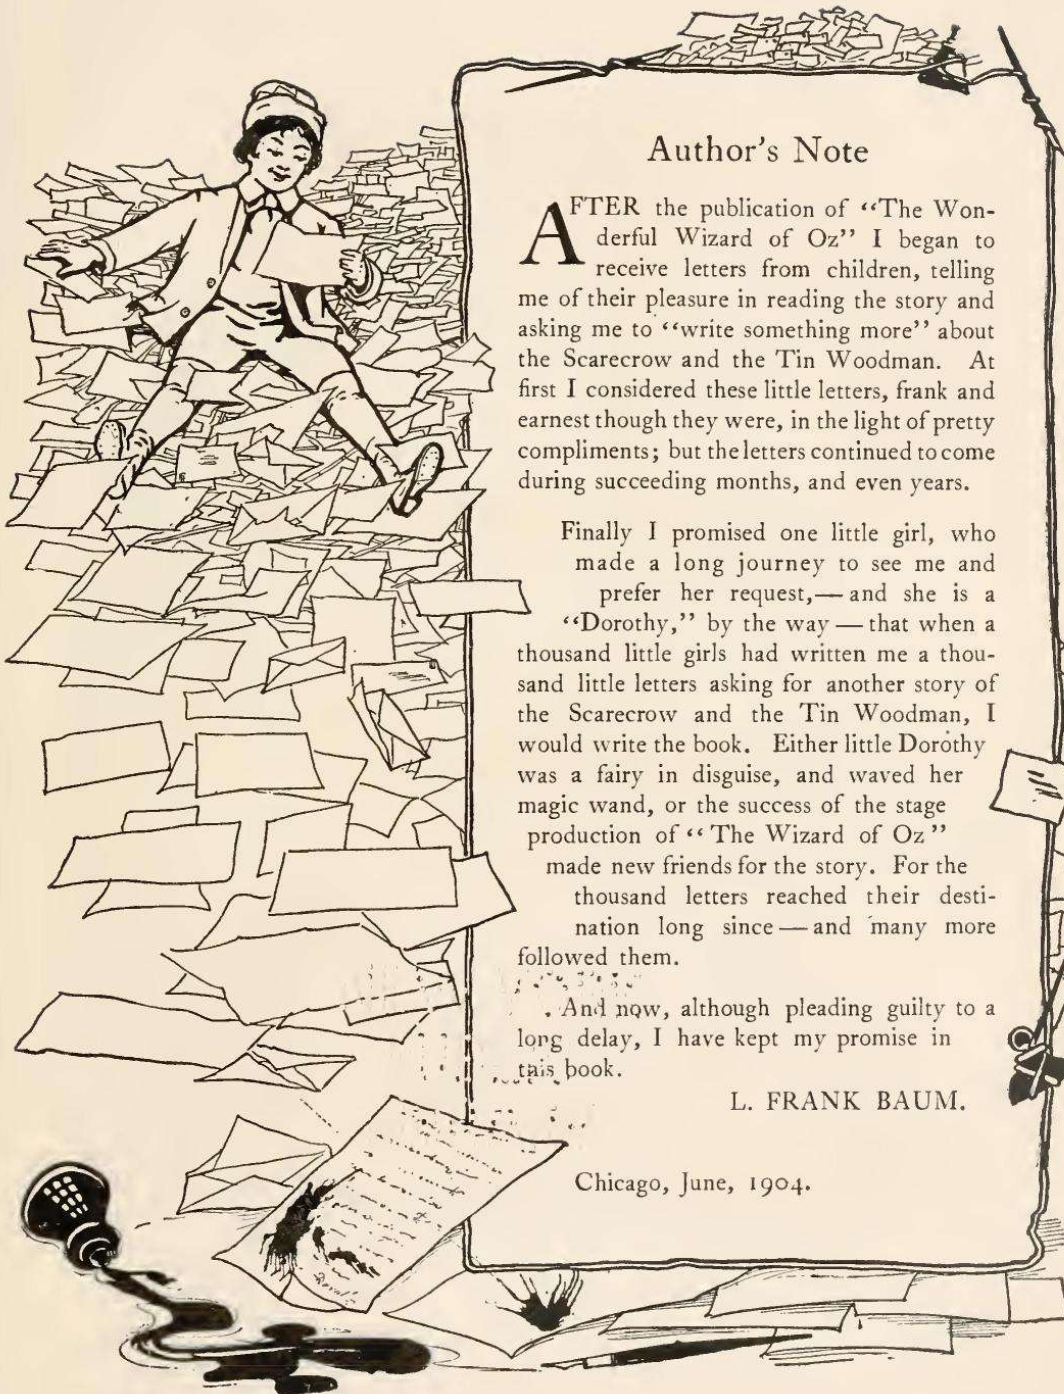 Author's Note
AFTER the publication of “The Won-
derful Wizard of Oz” I began to
receive letters from children, telling
me of their pleasure in reading the story and
asking me to “write something more” about
the Scarecrow and the Tin Woodman. At
first I considered these little letters, frank and
earnest though they were, in the light of pretty
compliments; but the letters continued to come
during succeeding months, and even years.
Finally I promised one little girl, who
made a long journey to see me and
prefer her request,—and she is a
“Dorothy,” by the way—that when a
thousand little girls had written me a thou-
sand little letters asking for another story of
the Scarecrow and the Tin Woodman, I
would write the book. Either little Dorothy
was a fairy in disguise, and waved her
magic wand, or the success of the stage
production of “The Wizard of Oz”
made new friends for the story. For the
thousand letters reached their desti-
nation long since—and many more
followed them.
And now, although pleading guilty to a
long delay, I have kept my promise in
this book.
L. FRANK BAUM.
Chicago, June, 1904.